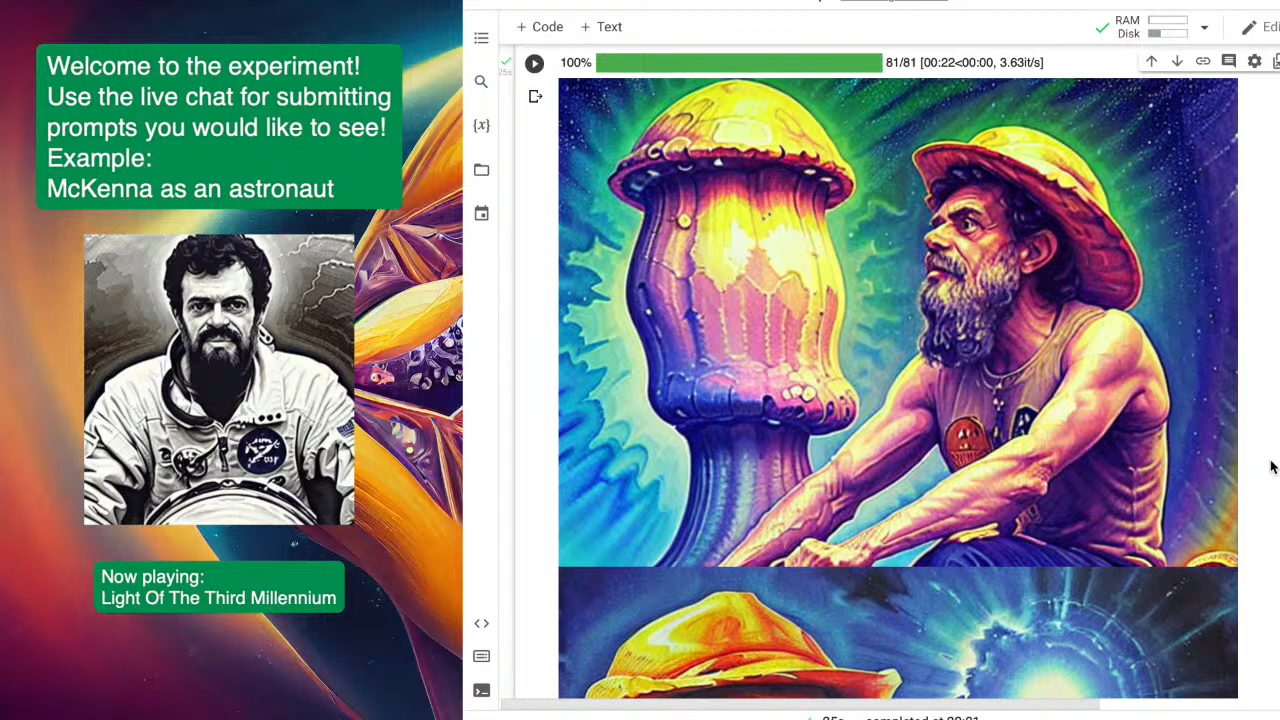 Welcome to the experiment!
Use the live chat for submitting
prompts you would like to see!
Example:
McKenna as an astronaut
Now playing:
Light Of The Third Millennium
+ Code + Text
RAM
Disk
Edi
100% 81/81 [00:22<00:00, 3.63it/s]
{x}